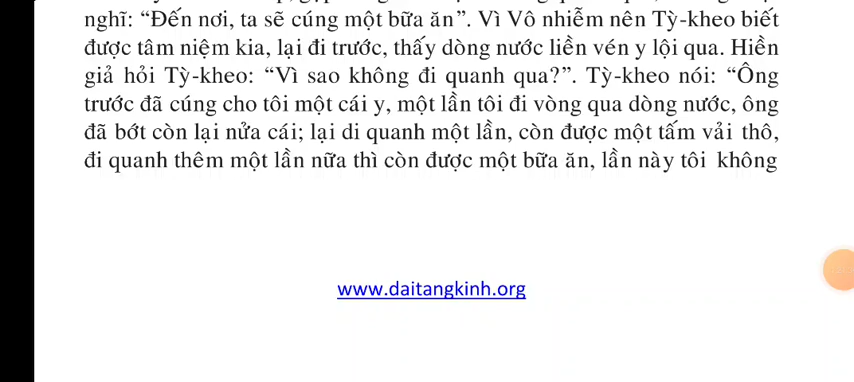 nghĩ: “Đến nơi, ta sẽ cúng một bữa ăn”. Vì Vô nhiễm nên Tỳ-kheo biết
được tâm niệm kia, lại đi trước, thấy dòng nước liền vén y lội qua. Hiền
giả hỏi Tỳ-kheo: “Vì sao không đi quanh qua?”. Tỳ-kheo nói: “Ông
trước đã cúng cho tôi một cái y, một lần tôi đi vòng qua dòng nước, ông
đã bớt còn lại nửa cái; lại di quanh một lần, còn được một tấm vải thô,
đi quanh thêm một lần nữa thì còn được một bữa ăn, lần này tôi không
www.daitangkinh.org